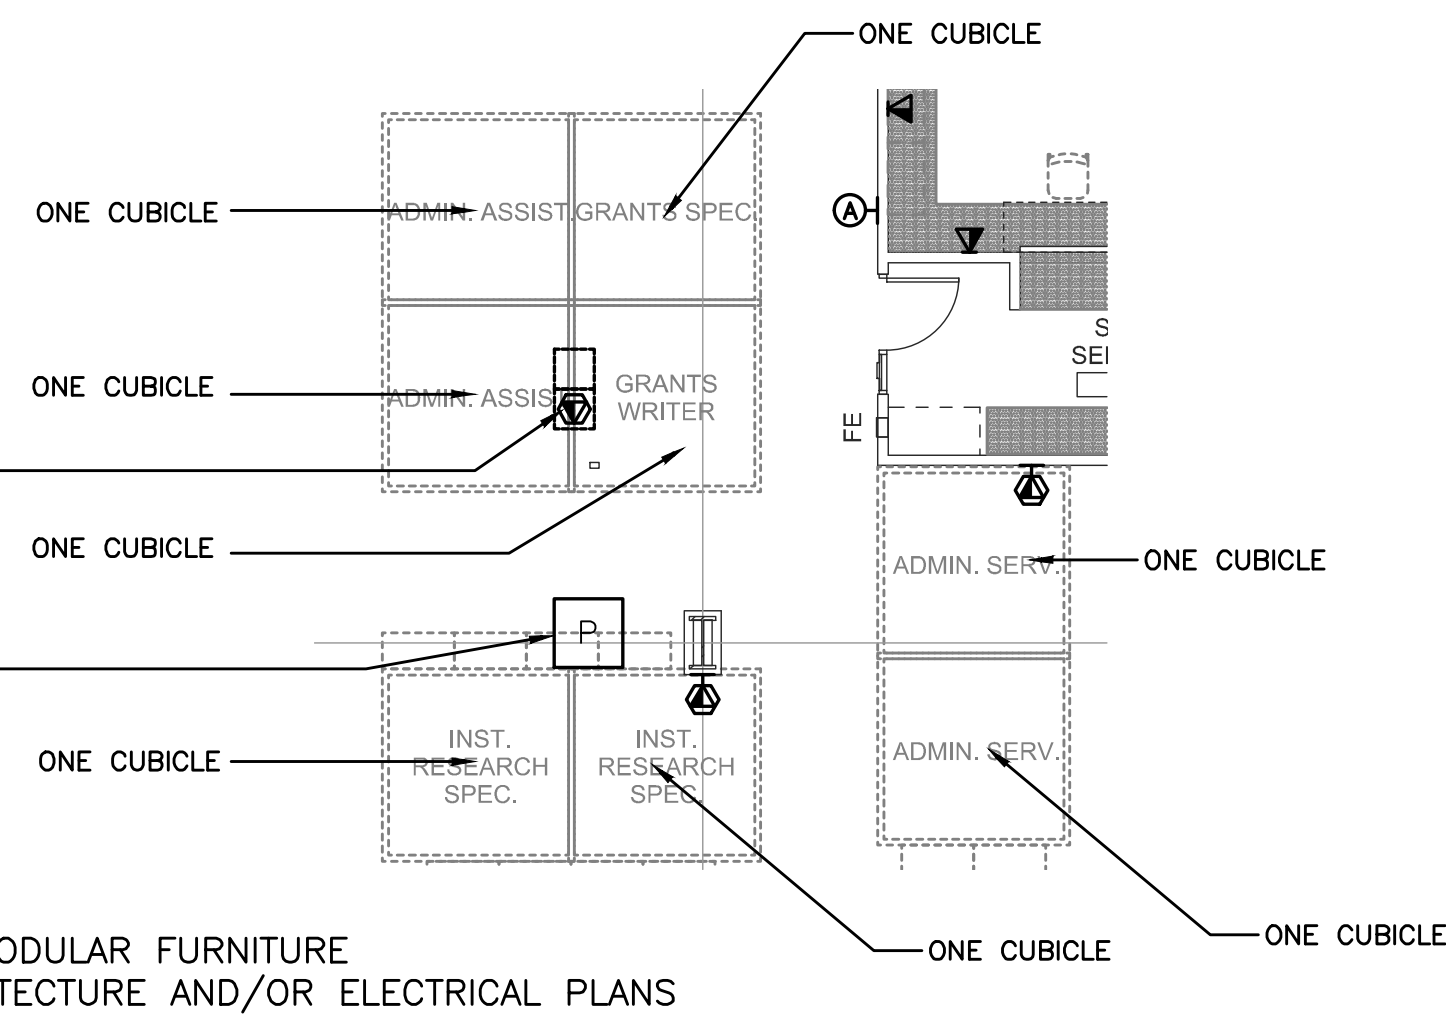 ONE CUBICLE
ONE CUBICLE
ADMIN. ASSIST.
GRANTS SPEC.
A
S
SE
ONE CUBICLE
ADMIN. ASSIST.
GRANTS
WRITER
FE
ONE CUBICLE
ADMIN. SERV.
ONE CUBICLE
P
ONE CUBICLE
INST.
RESEARCH
SPEC.
INST.
RESEARCH
SPEC.
ADMIN. SERV.
ONE CUBICLE
ONE CUBICLE
ODULAR FURNITURE
TECTURE AND/OR ELECTRICAL PLANS